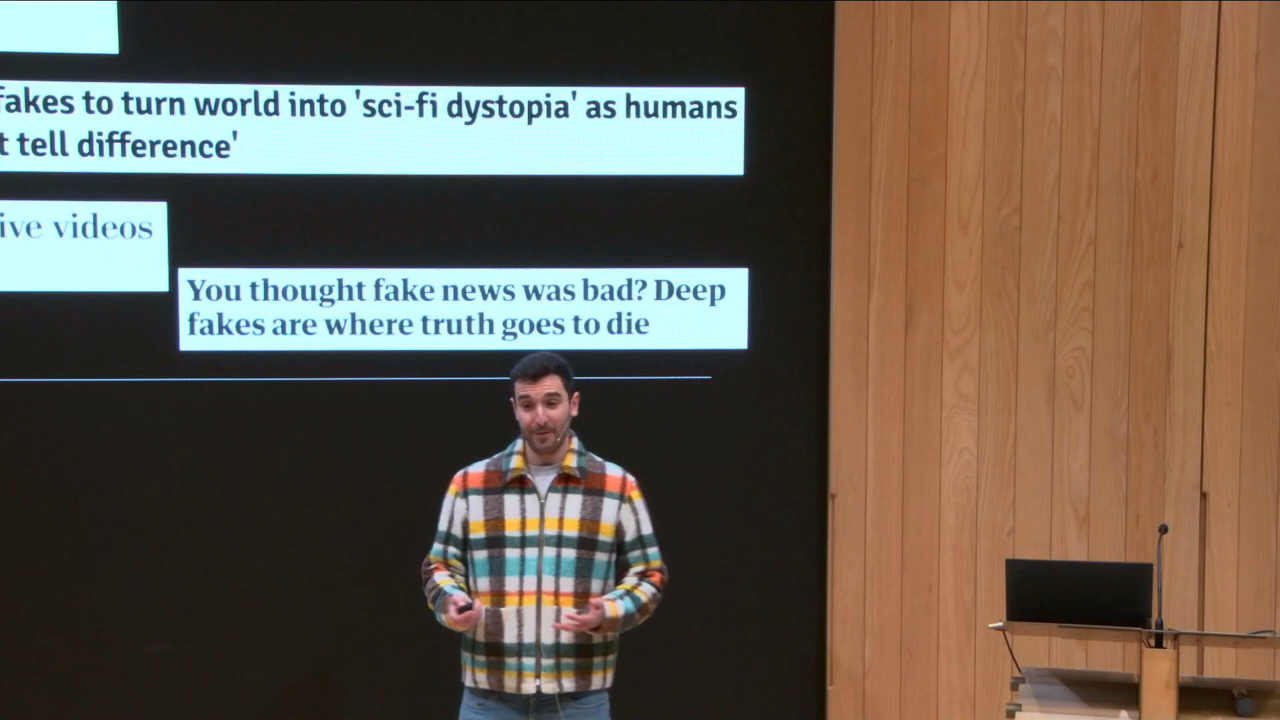 fakes to turn world into 'sci-fi dystopia' as humans
t tell difference'
ive videos
You thought fake news was bad? Deep
fakes are where truth goes to die